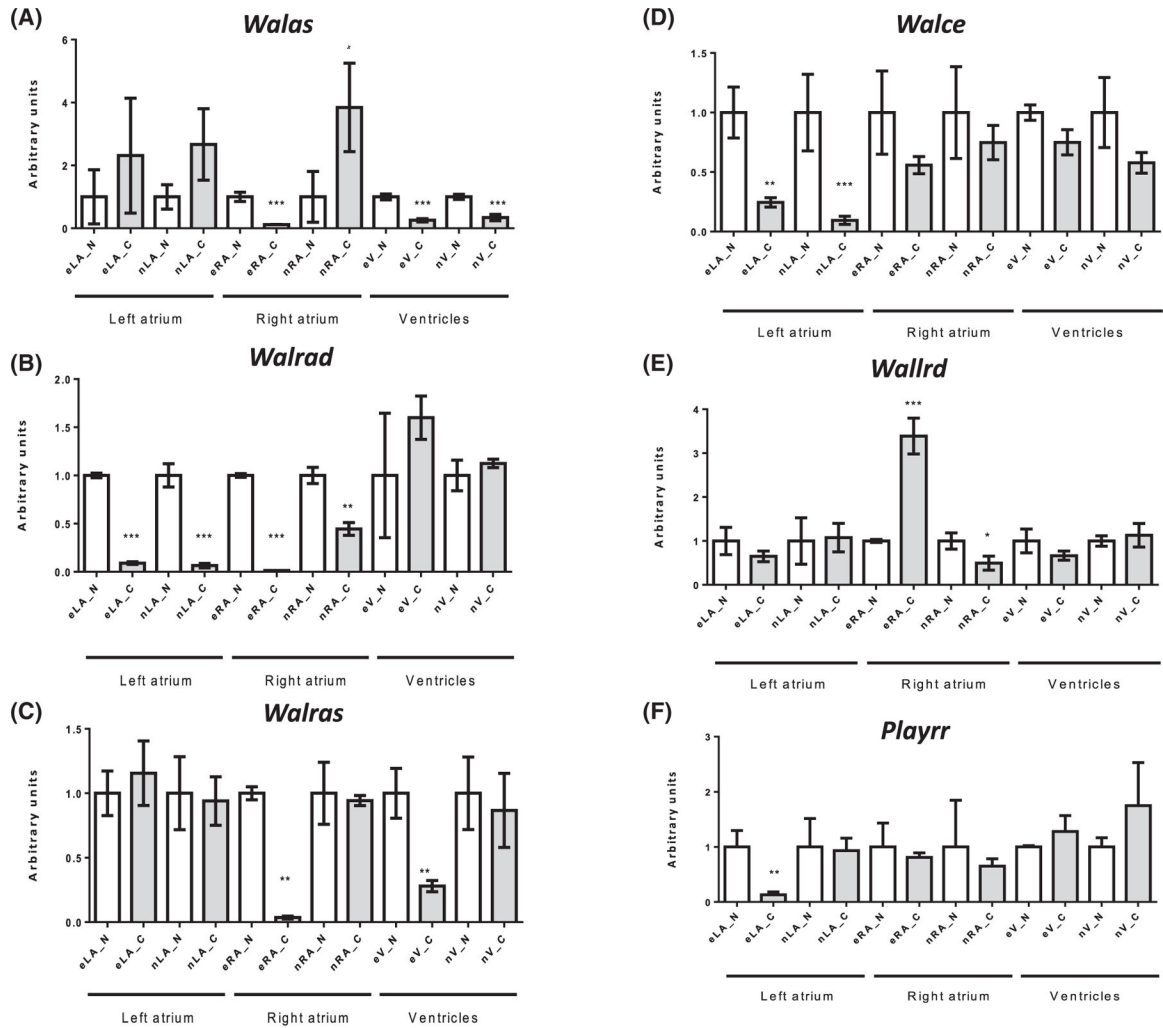 (A)
Walas
Arbitrary units
6
4
2
0
***
***
***
eLA_N
eLA_C
nLA_N
nLA_C
eRA_N
eRA_C
nRA_N
nRA_C
eV_N
eV_C
nV_N
nV_C
Left atrium
Right atrium
Ventricles
(B)
Walrad
Arbitrary units
2.0
1.5
1.0
0.5
0.0
***
***
***
**
eLA_N
eLA_C
nLA_N
nLA_C
eRA_N
eRA_C
nRA_N
nRA_C
eV_N
eV_C
nV_N
nV_C
Left atrium
Right atrium
Ventricles
(C)
Walras
Arbitrary units
1.5
1.0
0.5
0.0
**
**
eLA_N
eLA_C
nLA_N
nLA_C
eRA_N
eRA_C
nRA_N
nRA_C
eV_N
eV_C
nV_N
nV_C
Left atrium
Right atrium
Ventricles
(D)
Walce
Arbitrary units
1.5
1.0
0.5
0.0
**
***
eLA_N
eLA_C
nLA_N
nLA_C
eRA_N
eRA_C
nRA_N
nRA_C
eV_N
eV_C
nV_N
nV_C
Left atrium
Right atrium
Ventricles
(E)
Wallrd
Arbitrary units
4
3
2
1
0
***
*
eLA_N
eLA_C
nLA_N
nLA_C
eRA_N
eRA_C
nRA_N
nRA_C
eV_N
eV_C
nV_N
nV_C
Left atrium
Right atrium
Ventricles
(F)
Playrr
Arbitrary units
3
2
1
0
**
eLA_N
eLA_C
nLA_N
nLA_C
eRA_N
eRA_C
nRA_N
nRA_C
eV_N
eV_C
nV_N
nV_C
Left atrium
Right atrium
Ventricles